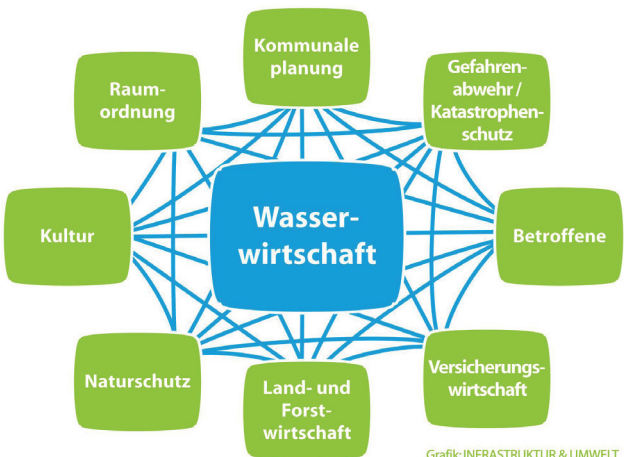 Kommunale
planung
Gefahren-
abwehr /
Katastrophen-
schutz
Raum-
ordnung
Wasser-
wirtschaft
Kultur
Betroffene
Naturschutz
Land- und
Forst-
wirtschaft
Versicherungs-
wirtschaft
Grafik: INFRASTRUKTUR & UMWELT